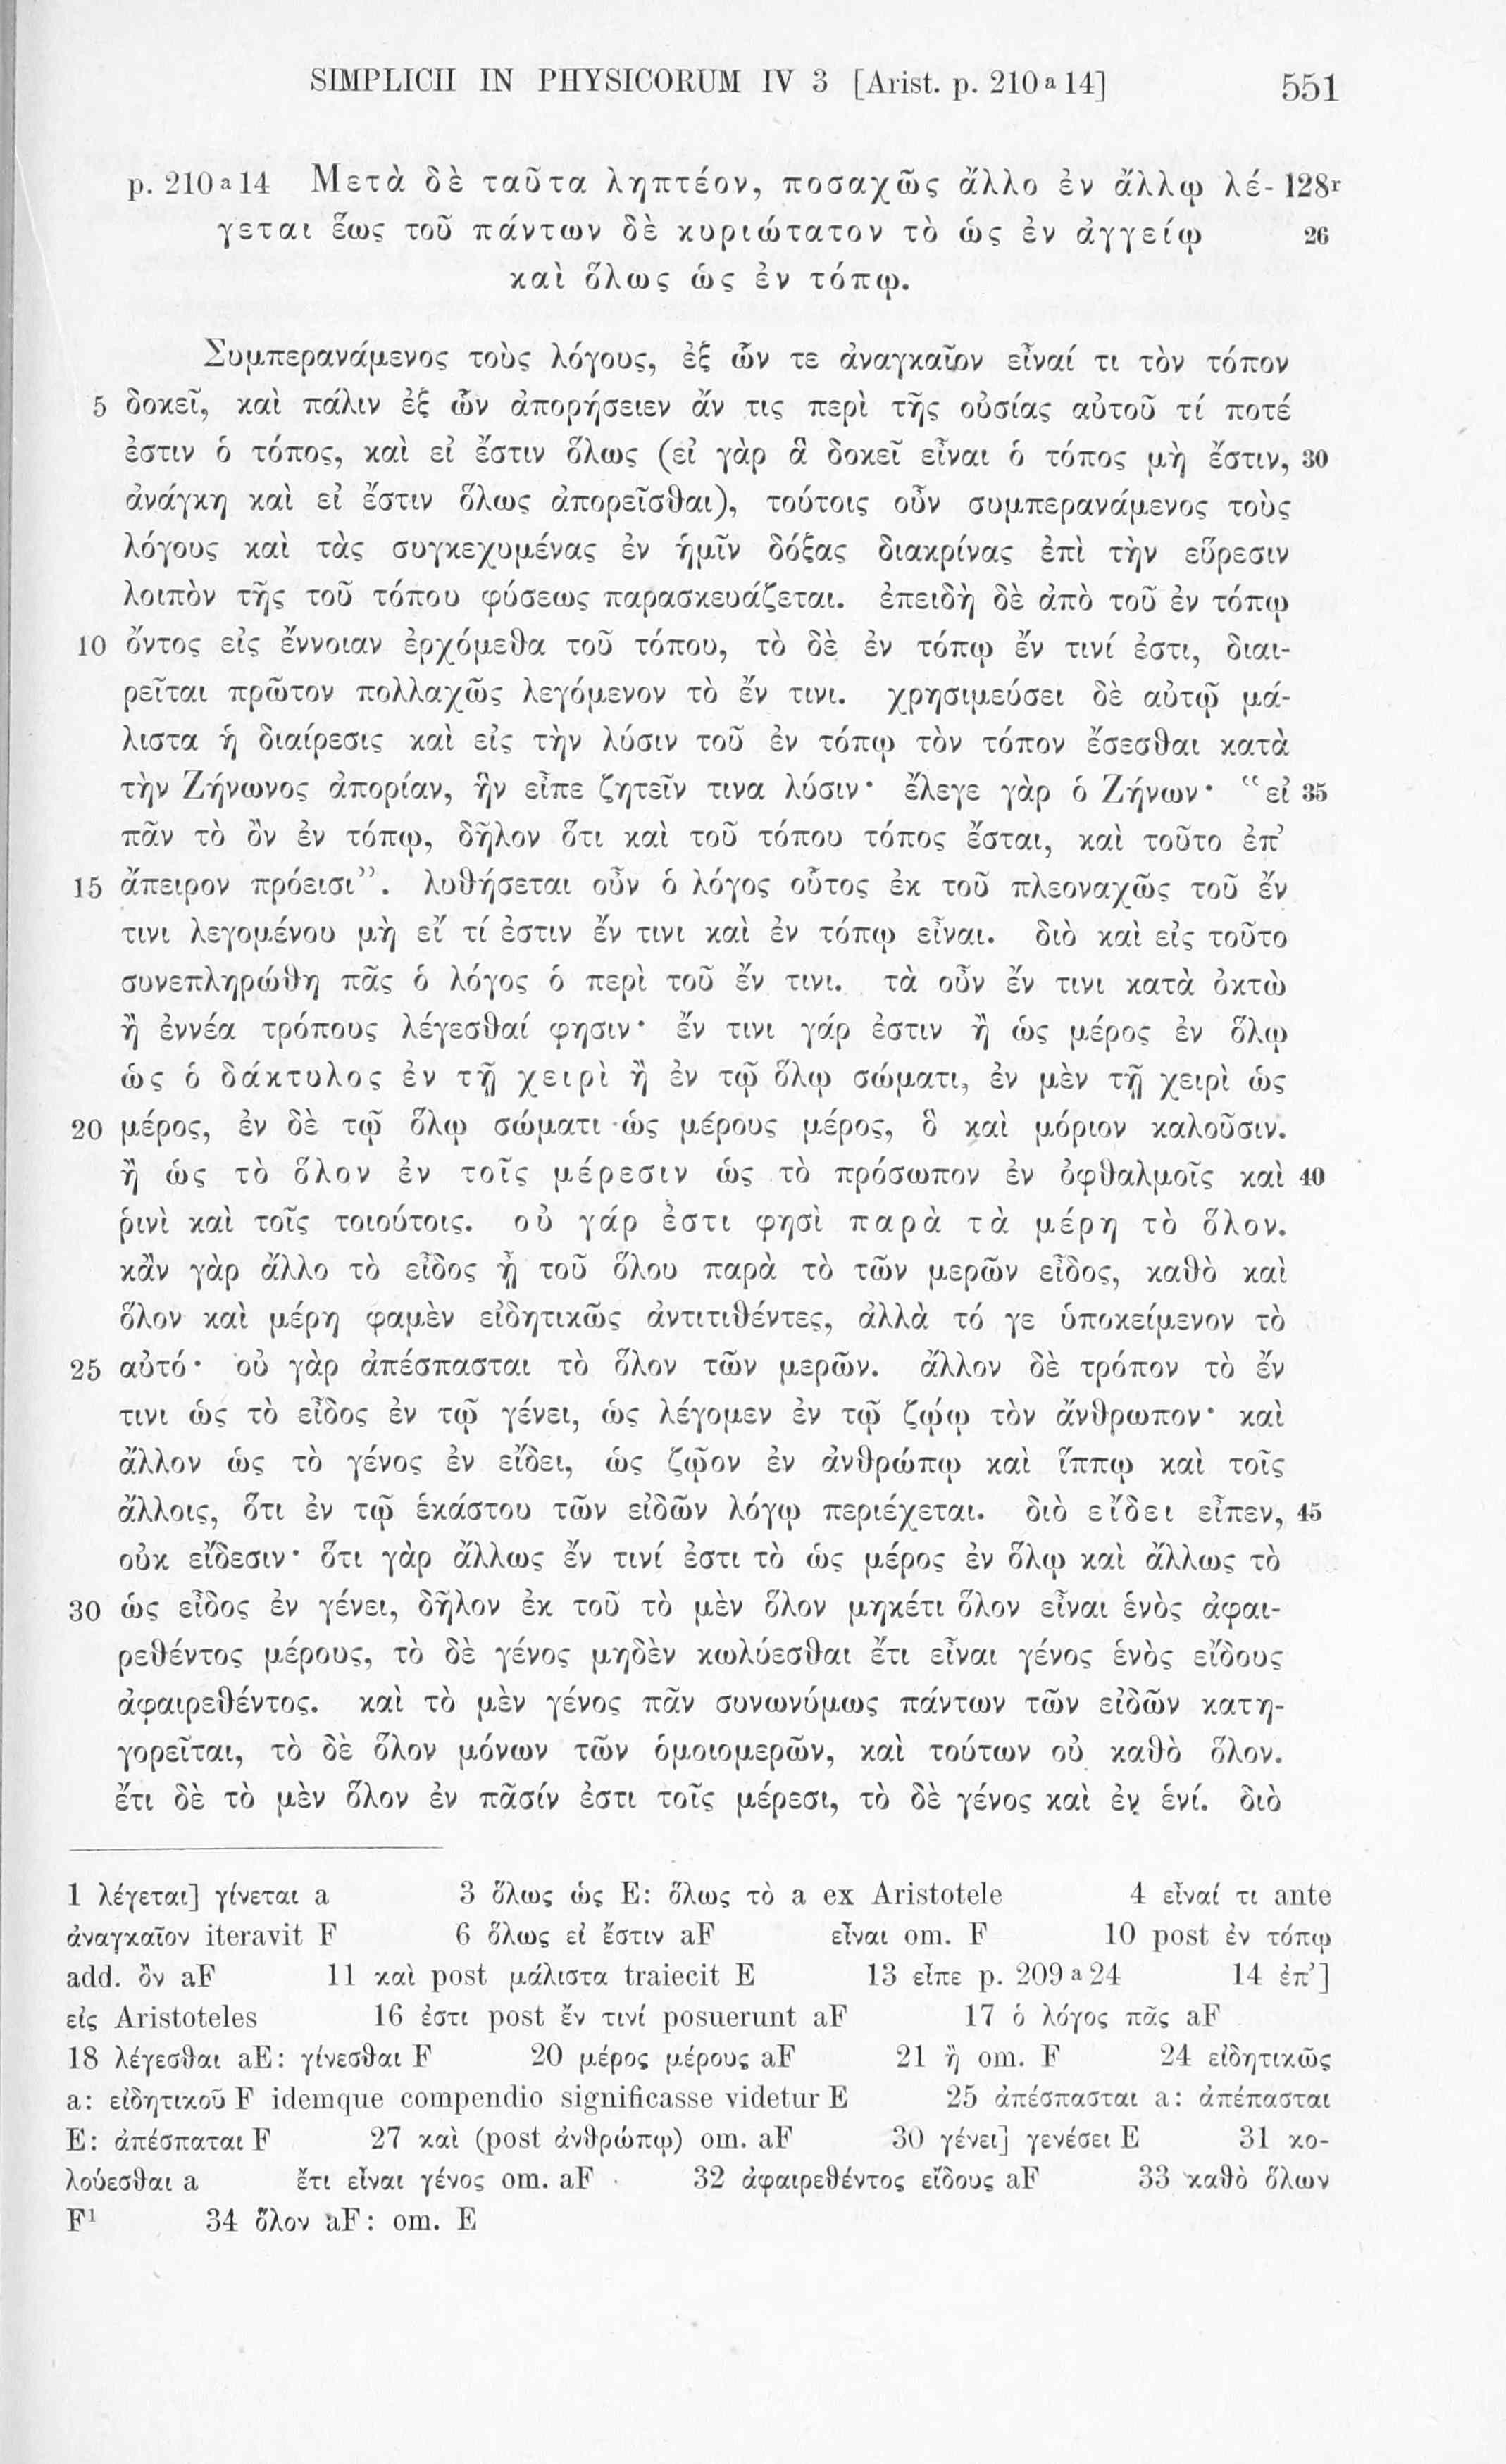 SIMPLICII IN PHYSICORUM IV 3 [Arist. p. 210 a 14] 551
p. 210 a 14 Μετὰ δὲ ταῦτα ληπτέον, ποσαχῶς ἄλλο ἐν ἄλλῳ λέ- 128r
γεται ἕως τοῦ πάντων δὲ κυριώτατον τὸ ὡς ἐν ἀγγείῳ 26
καὶ ὅλως ὡς ἐν τόπῳ.
Συμπερανάμενος τοὺς λόγους, ἐξ ὧν τε ἀναγκαῖον εἶναί τι τὸν τόπον
5 δοκεῖ, καὶ πάλιν ἐξ ὧν ἀπορήσειεν ἄν τις περὶ τῆς οὐσίας αὐτοῦ τί ποτέ
ἐστιν ὁ τόπος, καὶ εἰ ἔστιν ὅλως (εἰ γὰρ ἃ δοκεῖ εἶναι ὁ τόπος μὴ ἔστιν, 30
ἀνάγκη καὶ εἰ ἔστιν ὅλως ἀπορεῖσθαι), τούτοις οὖν συμπερανάμενος τοὺς
λόγους καὶ τὰς συγκεχυμένας ἐν ἡμῖν δόξας διακρίνας ἐπὶ τὴν εὕρεσιν
λοιπὸν τῆς τοῦ τόπου φύσεως παρασκευάζεται. ἐπειδὴ δὲ ἀπὸ τοῦ ἐν τόπῳ
10 ὄντος εἰς ἔννοιαν ἐρχόμεθα τοῦ τόπου, τὸ δὲ ἐν τόπῳ ἔν τινί ἐστι, διαι-
ρεῖται πρῶτον πολλαχῶς λεγόμενον τὸ ἔν τινι. χρησιμεύσει δὲ αὐτῷ μά-
λιστα ἡ διαίρεσις καὶ εἰς τὴν λύσιν τοῦ ἐν τόπῳ τὸν τόπον ἔσεσθαι κατὰ
τὴν Ζήνωνος ἀπορίαν, ἣν εἶπε ζητεῖν τινα λύσιν· ἔλεγε γὰρ ὁ Ζήνων· “εἰ 35
πᾶν τὸ ὂν ἐν τόπῳ, δῆλον ὅτι καὶ τοῦ τόπου τόπος ἔσται, καὶ τοῦτο ἐπ’
15 ἄπειρον πρόεισι”. λυθήσεται οὖν ὁ λόγος οὗτος ἐκ τοῦ πλεοναχῶς τοῦ ἔν
τινι λεγομένου μὴ εἴ τί ἐστιν ἔν τινι καὶ ἐν τόπῳ εἶναι. διὸ καὶ εἰς τοῦτο
συνεπληρώθη πᾶς ὁ λόγος ὁ περὶ τοῦ ἔν τινι. τὰ οὖν ἔν τινι κατὰ ὀκτὼ
ἢ ἐννέα τρόπους λέγεσθαί φησιν· ἔν τινι γάρ ἐστιν ἢ ὡς μέρος ἐν ὅλῳ
ὡς ὁ δάκτυλος ἐν τῇ χειρὶ ἢ ἐν τῷ ὅλῳ σώματι, ἐν μὲν τῇ χειρὶ ὡς
20 μέρος, ἐν δὲ τῷ ὅλῳ σώματι ὡς μέρους μέρος, ὃ καὶ μόριον καλοῦσιν.
ἢ ὡς τὸ ὅλον ἐν τοῖς μέρεσιν ὡς τὸ πρόσωπον ἐν ὀφθαλμοῖς καὶ 40
ῥινὶ καὶ τοῖς τοιούτοις. οὐ γάρ ἐστι φησὶ παρὰ τὰ μέρη τὸ ὅλον.
κἂν γὰρ ἄλλο τὸ εἶδος ᾖ τοῦ ὅλου παρὰ τὸ τῶν μερῶν εἶδος, καθὸ καὶ
ὅλον καὶ μέρη φαμὲν εἰδητικῶς ἀντιτιθέντες, ἀλλὰ τό γε ὑποκείμενον τὸ
25 αὐτό· οὐ γὰρ ἀπέσπασται τὸ ὅλον τῶν μερῶν. ἄλλον δὲ τρόπον τὸ ἔν
τινι ὡς τὸ εἶδος ἐν τῷ γένει, ὡς λέγομεν ἐν τῷ ζῴῳ τὸν ἄνθρωπον· καὶ
ἄλλον ὡς τὸ γένος ἐν εἴδει, ὡς ζῷον ἐν ἀνθρώπῳ καὶ ἵππῳ καὶ τοῖς
ἄλλοις, ὅτι ἐν τῷ ἑκάστου τῶν εἰδῶν λόγῳ περιέχεται. διὸ εἴδει εἶπεν, 45
οὐκ εἴδεσιν· ὅτι γὰρ ἄλλως ἔν τινί ἐστι τὸ ὡς μέρος ἐν ὅλῳ καὶ ἄλλως τὸ
30 ὡς εἶδος ἐν γένει, δῆλον ἐκ τοῦ τὸ μὲν ὅλον μηκέτι ὅλον εἶναι ἑνὸς ἀφαι-
ρεθέντος μέρους, τὸ δὲ γένος μηδὲν κωλύεσθαι ἔτι εἶναι γένος ἑνὸς εἴδους
ἀφαιρεθέντος. καὶ τὸ μὲν γένος πᾶν συνωνύμως πάντων τῶν εἰδῶν κατη-
γορεῖται, τὸ δὲ ὅλον μόνων τῶν ὁμοιομερῶν, καὶ τούτων οὐ καθὸ ὅλον.
ἔτι δὲ τὸ μὲν ὅλον ἐν πᾶσίν ἐστι τοῖς μέρεσι, τὸ δὲ γένος καὶ ἐν ἑνί. διὸ
1 λέγεται] γίνεται a 3 ὅλως ὡς E: ὅλως τὸ a ex Aristotele 4 εἶναί τι ante
ἀναγκαῖον iteravit F 6 ὅλως εἰ ἔστιν aF εἶναι om. F 10 post ἐν τόπῳ
add. ὂν aF 11 καὶ post μάλιστα traiecit E 13 εἶπε p. 209 a 24 14 ἐπ’]
εἰς Aristoteles 16 ἐστι post ἔν τινί posuerunt aF 17 ὁ λόγος πᾶς aF
18 λέγεσθαι aE: γίνεσθαι F 20 μέρος μέρους aF 21 ἢ om. F 24 εἰδητικῶς
a: εἰδητικοῦ F idemque compendio significasse videtur E 25 ἀπέσπασται a: ἀπέπασται
E: ἀπέσπαται F 27 καὶ (post ἀνθρώπῳ) om. aF 30 γένει] γενέσει E 31 κο-
λούεσθαι a ἔτι εἶναι γένος om. aF 32 ἀφαιρεθέντος εἴδους aF 33 καθὸ ὅλων
F1 34 ὅλον aF: om. E